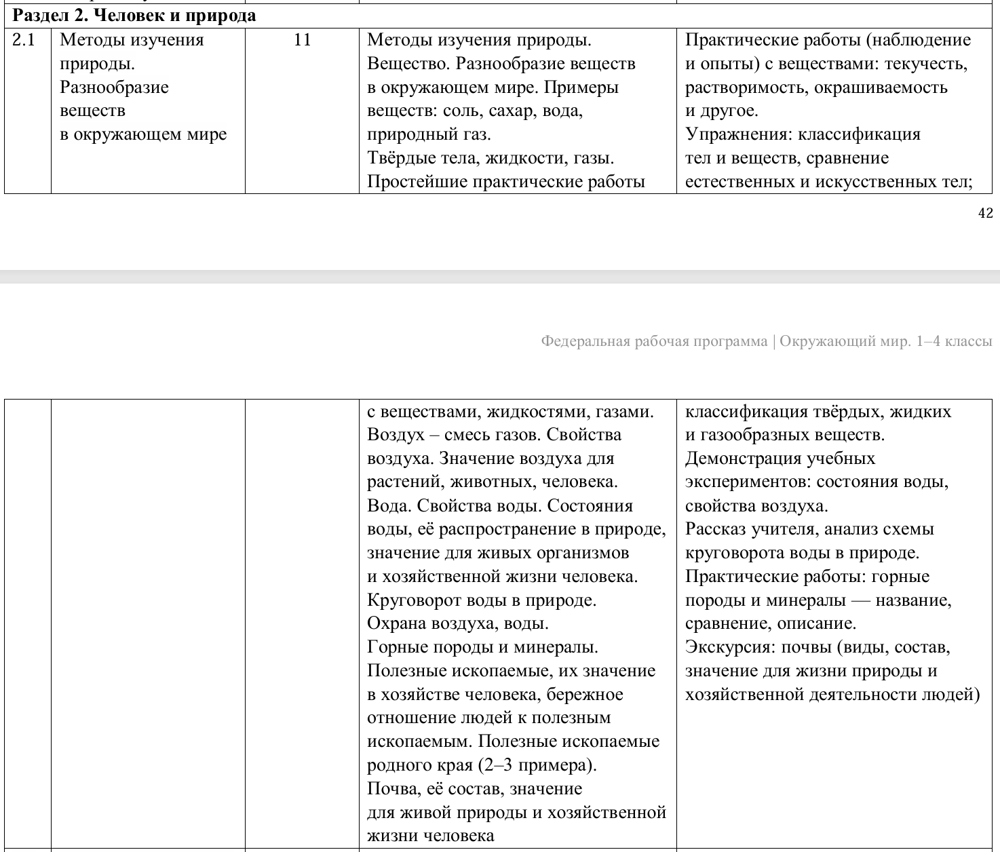 Раздел 2. Человек и природа
2.1
Методы изучения
природы.
Разнообразие
веществ
в окружающем мире
11
Методы изучения природы.
Вещество. Разнообразие веществ
в окружающем мире. Примеры
веществ: соль, сахар, вода,
природный газ.
Твёрдые тела, жидкости, газы.
Простейшие практические работы
Практические работы (наблюдение
и опыты) с веществами: текучесть,
растворимость, окрашиваемость
и другое.
Упражнения: классификация
тел и веществ, сравнение
естественных и искусственных тел;
42
Федеральная рабочая программа | Окружающий мир. 1–4 классы
с веществами, жидкостями, газами.
Воздух – смесь газов. Свойства
воздуха. Значение воздуха для
растений, животных, человека.
Вода. Свойства воды. Состояния
воды, её распространение в природе,
значение для живых организмов
и хозяйственной жизни человека.
Круговорот воды в природе.
Охрана воздуха, воды.
Горные породы и минералы.
Полезные ископаемые, их значение
в хозяйстве человека, бережное
отношение людей к полезным
ископаемым. Полезные ископаемые
родного края (2–3 примера).
Почва, её состав, значение
для живой природы и хозяйственной
жизни человека
классификация твёрдых, жидких
и газообразных веществ.
Демонстрация учебных
экспериментов: состояния воды,
свойства воздуха.
Рассказ учителя, анализ схемы
круговорота воды в природе.
Практические работы: горные
породы и минералы — название,
сравнение, описание.
Экскурсия: почвы (виды, состав,
значение для жизни природы и
хозяйственной деятельности людей)